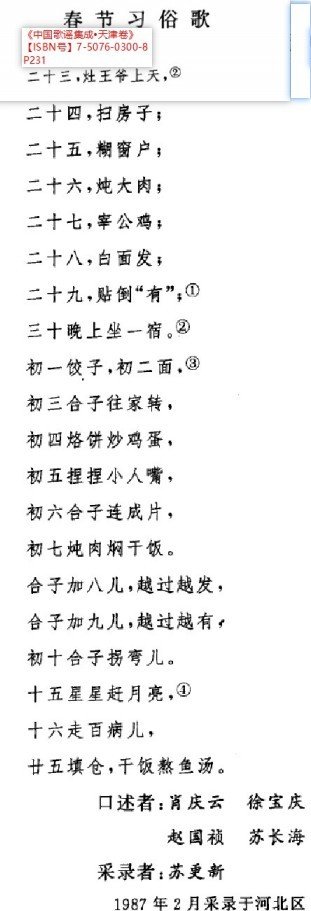 春节习俗歌
《中国歌谣集成•天津卷》
【ISBN号】7-5076-0300-8
P231
二十三，灶王爷上天，②
二十四，扫房子；
二十五，糊窗户；
二十六，炖大肉；
二十七，宰公鸡；
二十八，白面发；
二十九，贴倒“有”；①
三十晚上坐一宿。②
初一饺子，初二面，③
初三合子往家转，
初四烙饼炒鸡蛋，
初五捏捏小人嘴，
初六合子连成片，
初七炖肉焖干饭。
合子加八儿，越过越发，
合子加九儿，越过越有，
初十合子拐弯儿。
十五星星赶月亮，④
十六走百病儿，
廿五填仓，干饭熬鱼汤。
口述者：肖庆云 徐宝庆
赵国祯 苏长海
采录者：苏更新
1987年2月采录于河北区